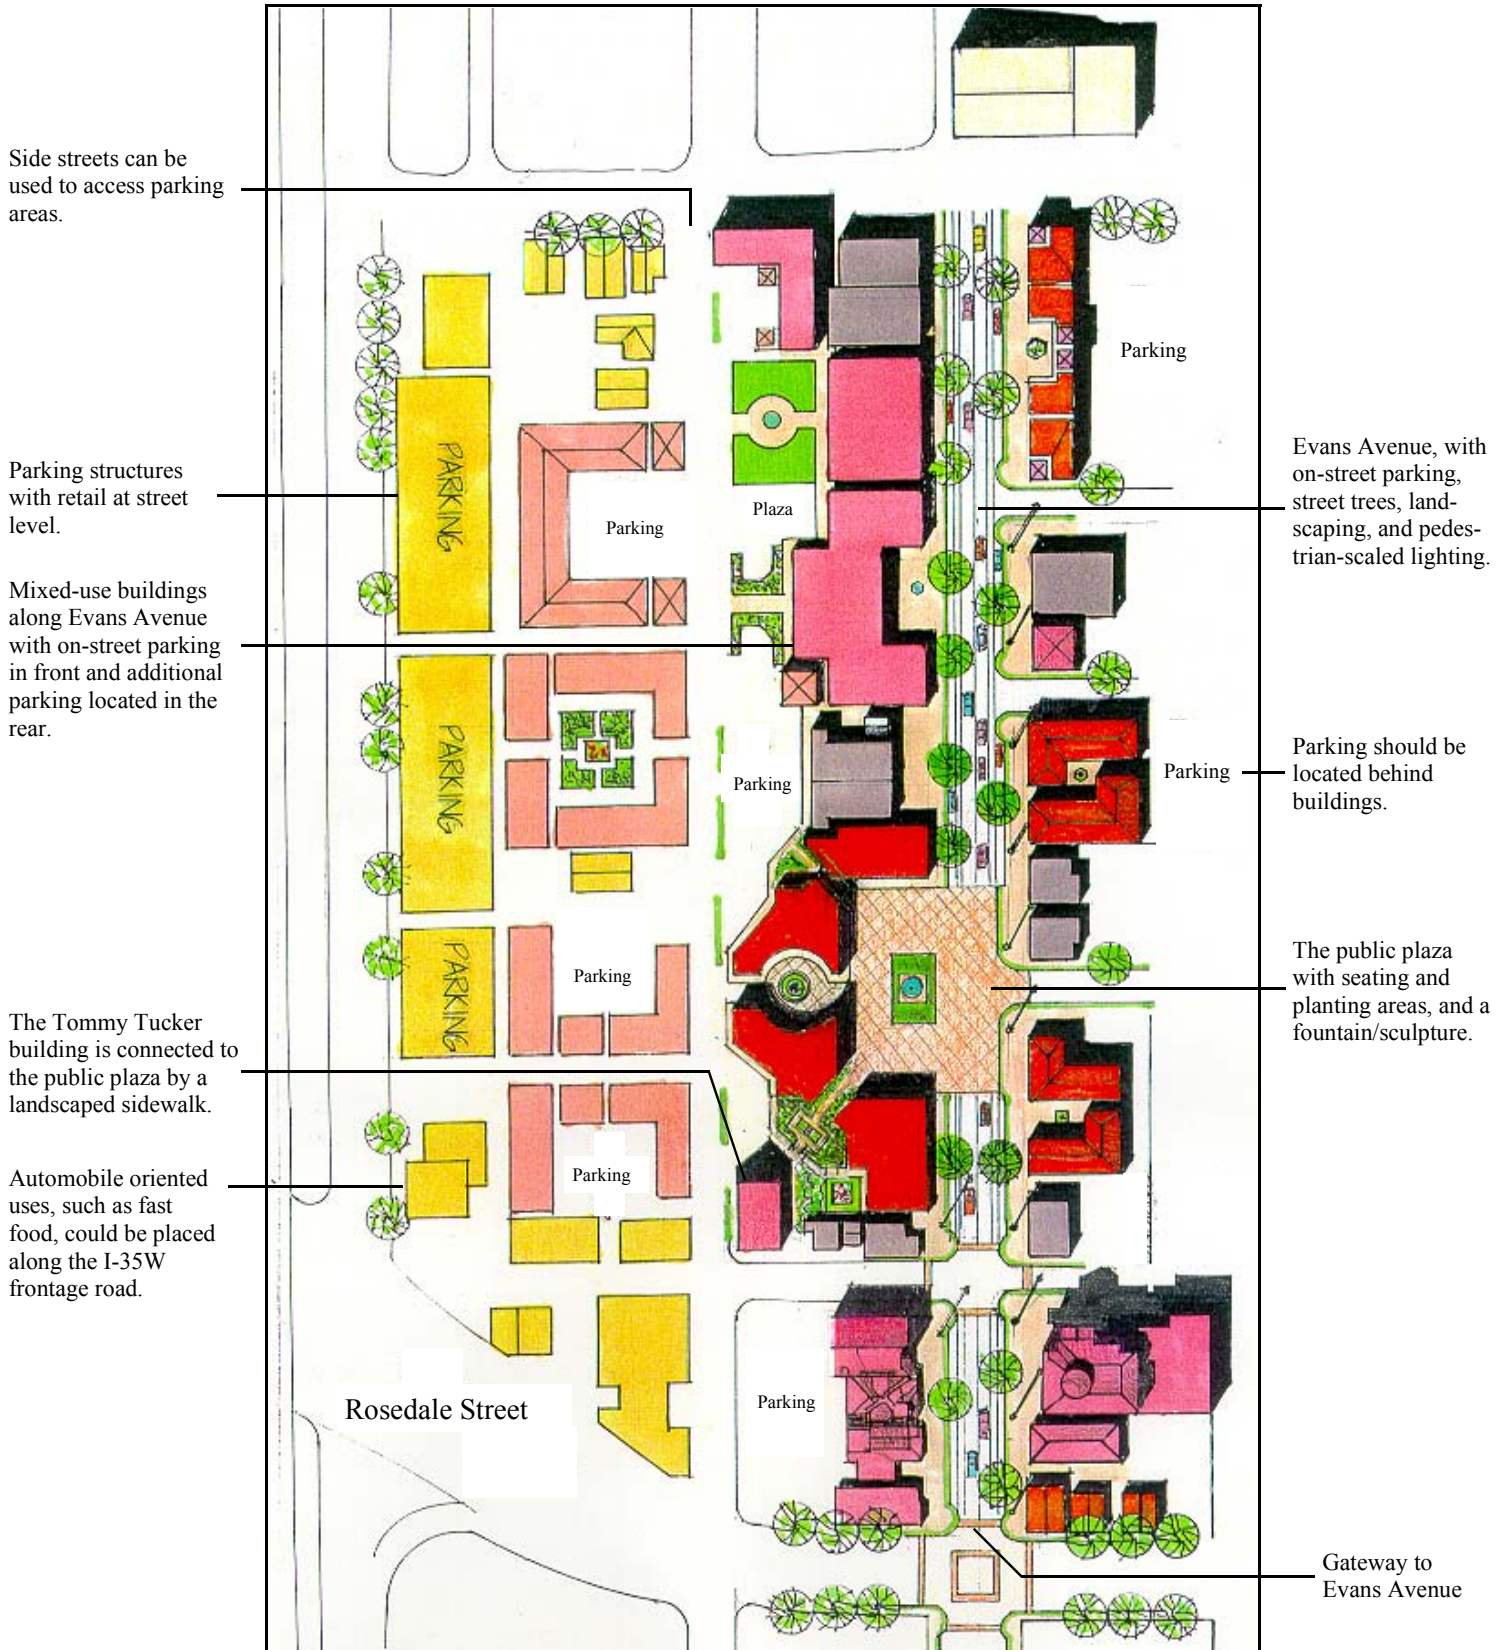 Side streets can be
used to access parking
areas.
Parking structures
with retail at street
level.
Mixed-use buildings
along Evans Avenue
with on-street parking
in front and additional
parking located in the
rear.
The Tommy Tucker
building is connected to
the public plaza by a
landscaped sidewalk.
Automobile oriented
uses, such as fast
food, could be placed
along the I-35W
frontage road.
PARKING
PARKING
PARKING
Parking
Plaza
Parking
Parking
Parking
Parking
Parking
Parking
Rosedale Street
Evans Avenue, with
on-street parking,
street trees, land-
scaping, and pedes-
trian-scaled lighting.
Parking should be
located behind
buildings.
The public plaza
with seating and
planting areas, and a
fountain/sculpture.
Gateway to
Evans Avenue